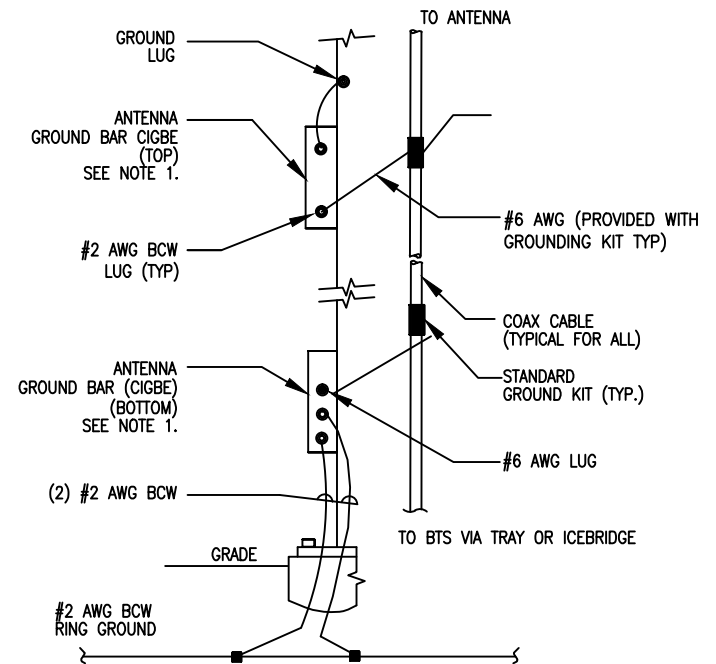 TO ANTENNA
GROUND
LUG
ANTENNA
GROUND BAR CIGBE
(TOP)
SEE NOTE 1.
#6 AWG (PROVIDED WITH
GROUNDING KIT TYP)
#2 AWG BCW
LUG (TYP)
COAX CABLE
(TYPICAL FOR ALL)
ANTENNA
GROUND BAR (CIGBE)
(BOTTOM)
SEE NOTE 1.
STANDARD
GROUND KIT (TYP.)
#6 AWG LUG
(2) #2 AWG BCW
TO BTS VIA TRAY OR ICEBRIDGE
GRADE
#2 AWG BCW
RING GROUND